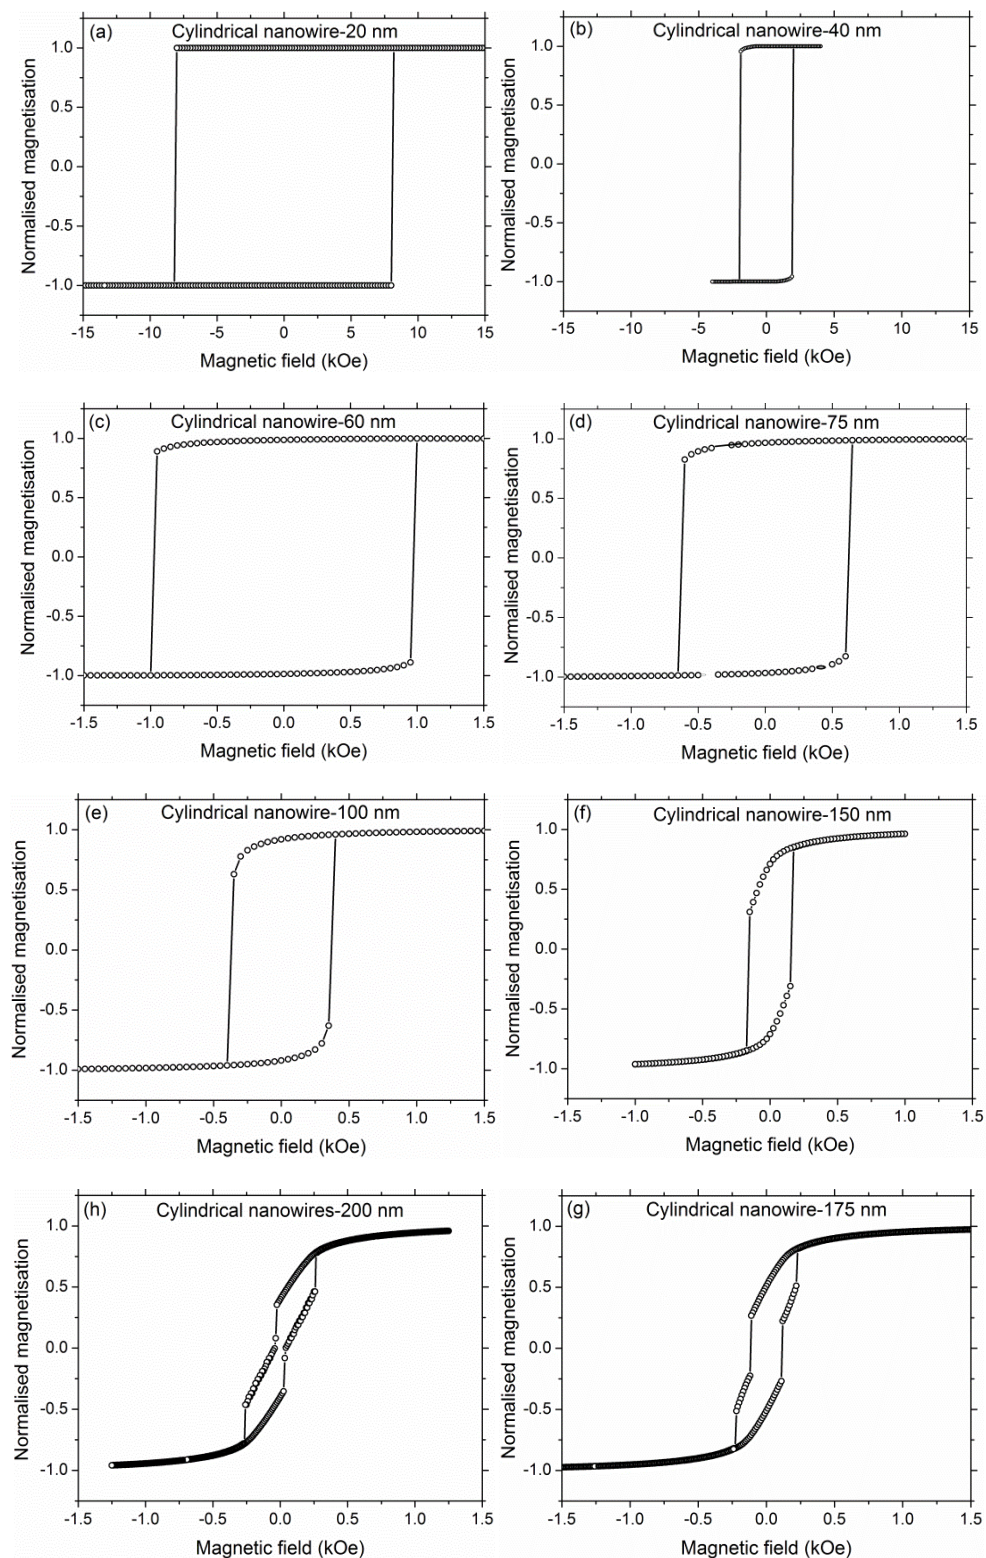 (a) Cylindrical nanowire-20 nm
Normalised magnetisation
1.0
0.5
0.0
-0.5
-1.0
-15 -10 -5 0 5 10 15
Magnetic field (kOe)
(b) Cylindrical nanowire-40 nm
Normalised magnetisation
1.0
0.5
0.0
-0.5
-1.0
-15 -10 -5 0 5 10 15
Magnetic field (kOe)
(c) Cylindrical nanowire-60 nm
Normalised magnetisation
1.0
0.5
0.0
-0.5
-1.0
-1.5 -1.0 -0.5 0.0 0.5 1.0 1.5
Magnetic field (kOe)
(d) Cylindrical nanowire-75 nm
Normalised magnetisation
1.0
0.5
0.0
-0.5
-1.0
-1.5 -1.0 -0.5 0.0 0.5 1.0 1.5
Magnetic field (kOe)
(e) Cylindrical nanowire-100 nm
Normalised magnetisation
1.0
0.5
0.0
-0.5
-1.0
-1.5 -1.0 -0.5 0.0 0.5 1.0 1.5
Magnetic field (kOe)
(f) Cylindrical nanowire-150 nm
Normalised magnetisation
1.0
0.5
0.0
-0.5
-1.0
-1.5 -1.0 -0.5 0.0 0.5 1.0 1.5
Magnetic field (kOe)
(h) Cylindrical nanowires-200 nm
Normalised magnetisation
1.0
0.5
0.0
-0.5
-1.0
-1.5 -1.0 -0.5 0.0 0.5 1.0 1.5
Magnetic field (kOe)
(g) Cylindrical nanowire-175 nm
Normalised magnetisation
1.0
0.5
0.0
-0.5
-1.0
-1.5 -1.0 -0.5 0.0 0.5 1.0 1.5
Magnetic field (kOe)